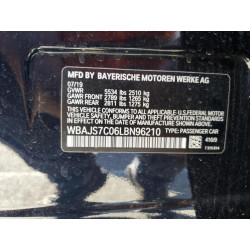 MFD BY BAYERISCHE MOTOREN WERKE AG
07/19
GVWR 5534 lbs 2510 kg
GAWR FRONT 2789 lbs 1265 kg
GAWR REAR 2811 lbs 1275 kg
THIS VEHICLE CONFORMS TO ALL APPLICABLE
FEDERAL MOTOR VEHICLE SAFETY, BUMPER,
AND THEFT PREVENTION STANDARDS IN EFFECT ON
THE DATE OF MANUFACTURE SHOWN ABOVE.
WBAJS7C06LBN96210 TYPE: PASSENGER CAR
416/9